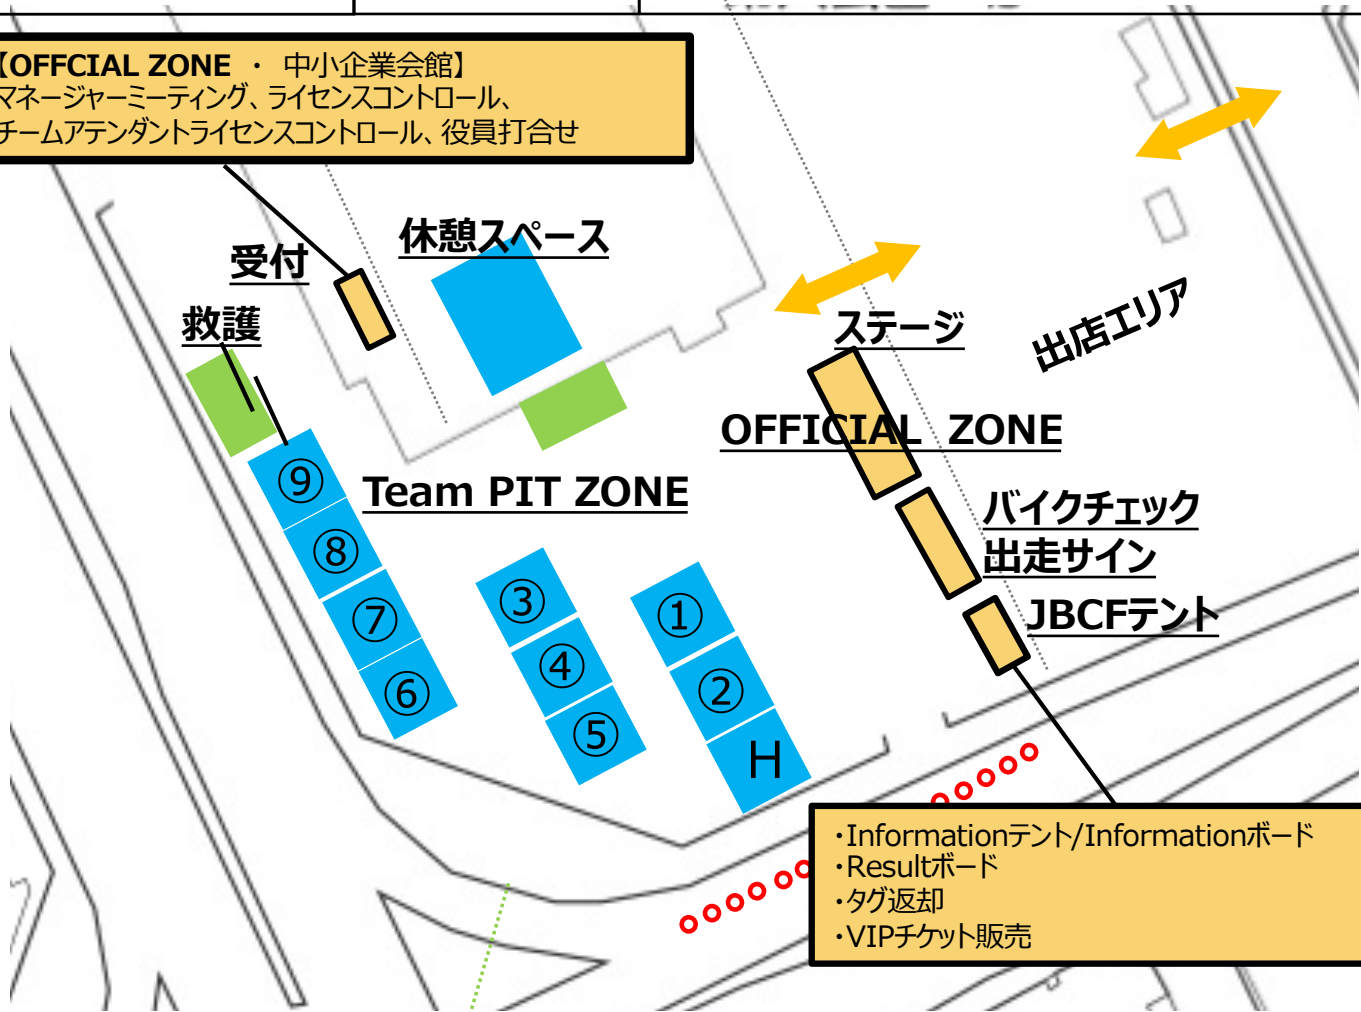 【OFFCIAL ZONE ・ 中小企業会館】
マネージャーミーティング、ライセンスコントロール、
チームアテンダントライセンスコントロール、役員打合せ
受付
休憩スペース
救護
ステージ
出店エリア
OFFICIAL ZONE
Team PIT ZONE
バイクチェック
出走サイン
JBCFテント
⑨
⑧
⑦
⑥
③
④
⑤
①
②
H
・Informationテント/Informationボード
・Resultボード
・タグ返却
・VIPチケット販売